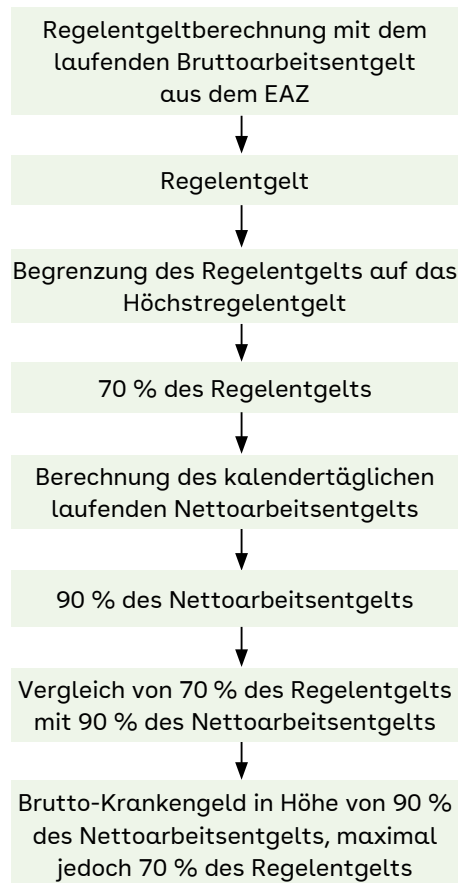 Regelentgeltberechnung mit dem
laufenden Bruttoarbeitsentgelt
aus dem EAZ
Regelentgelt
Begrenzung des Regelentgelts auf das
Höchstregelentgelt
70 % des Regelentgelts
Berechnung des kalendertäglichen
laufenden Nettoarbeitsentgelts
90 % des Nettoarbeitsentgelts
Vergleich von 70 % des Regelentgelts
mit 90 % des Nettoarbeitsentgelts
Brutto-Krankengeld in Höhe von 90 %
des Nettoarbeitsentgelts, maximal
jedoch 70 % des Regelentgelts